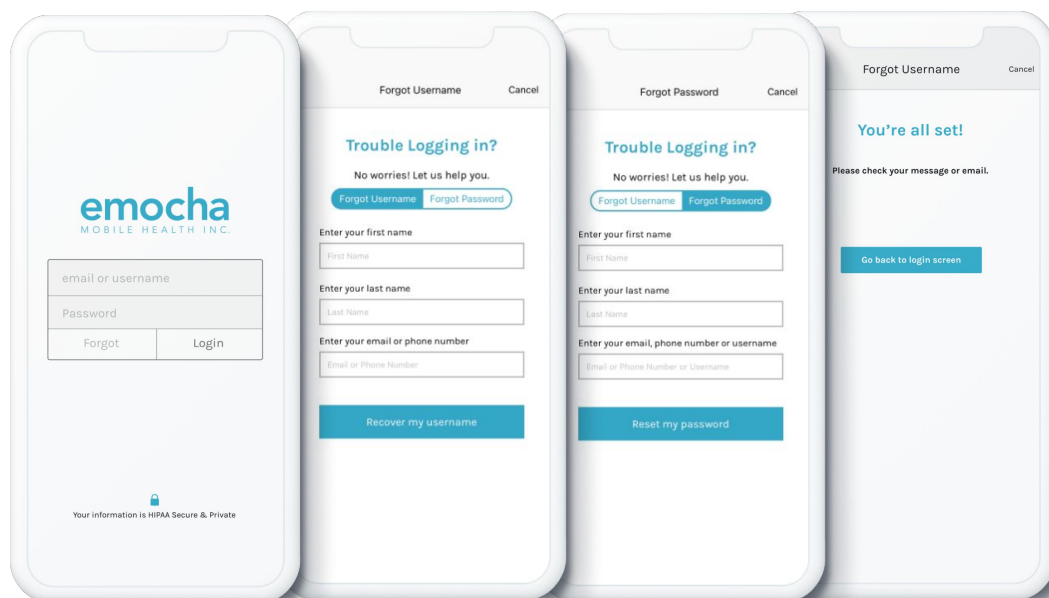 emocha
MOBILE HEALTH INC.
email or username
Password
Forgot
Login
Your information is HIPAA Secure & Private
Forgot Username
Cancel
Trouble Logging in?
No worries! Let us help you.
Forgot Username
Forgot Password
Enter your first name
First Name
Enter your last name
Last Name
Enter your email or phone number
Email or Phone Number
Recover my username
Forgot Password
Cancel
Trouble Logging in?
No worries! Let us help you.
Forgot Username
Forgot Password
Enter your first name
First Name
Enter your last name
Last Name
Enter your email, phone number or username
Email or Phone Number or Username
Reset my password
Forgot Username
Cancel
You're all set!
Please check your message or email.
Go back to login screen